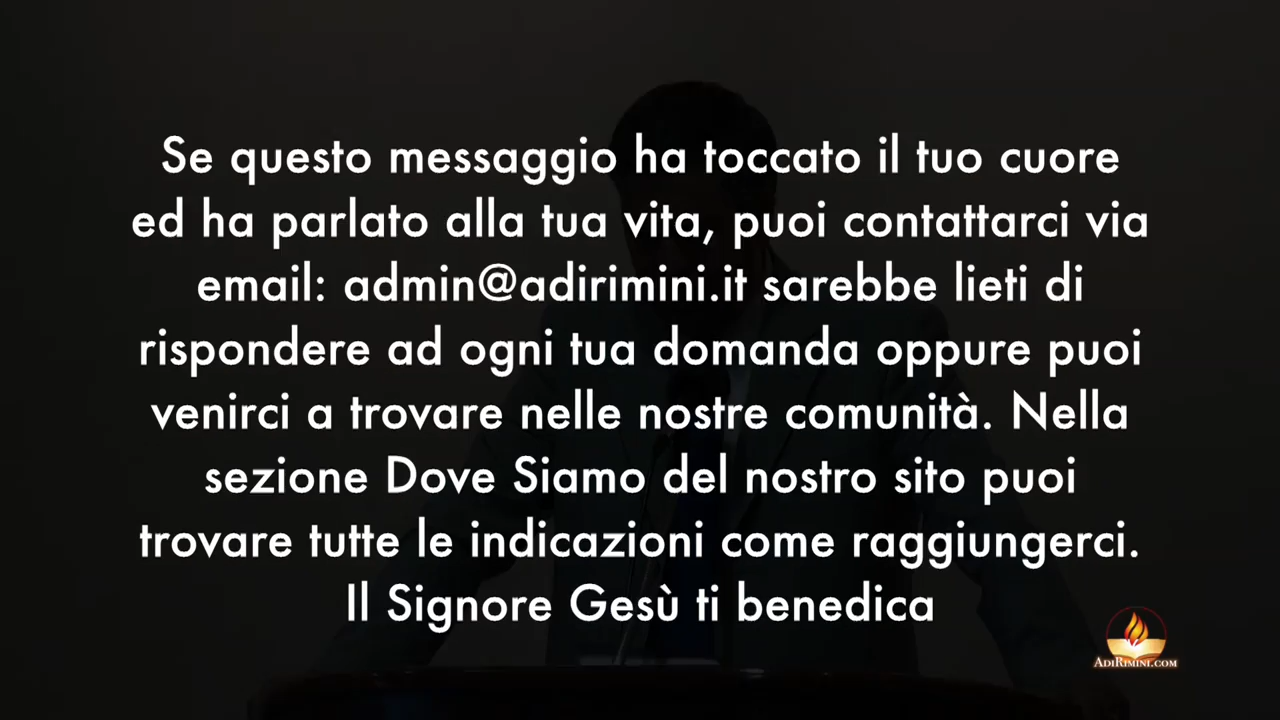 Se questo messaggio ha toccato il tuo cuore
ed ha parlato alla tua vita, puoi contattarci via
email: admin@adirimini.it sarebbe lieti di
rispondere ad ogni tua domanda oppure puoi
venirci a trovare nelle nostre comunità. Nella
sezione Dove Siamo del nostro sito puoi
trovare tutte le indicazioni come raggiungerci.
Il Signore Gesù ti benedica
ADIRIMINI.COM